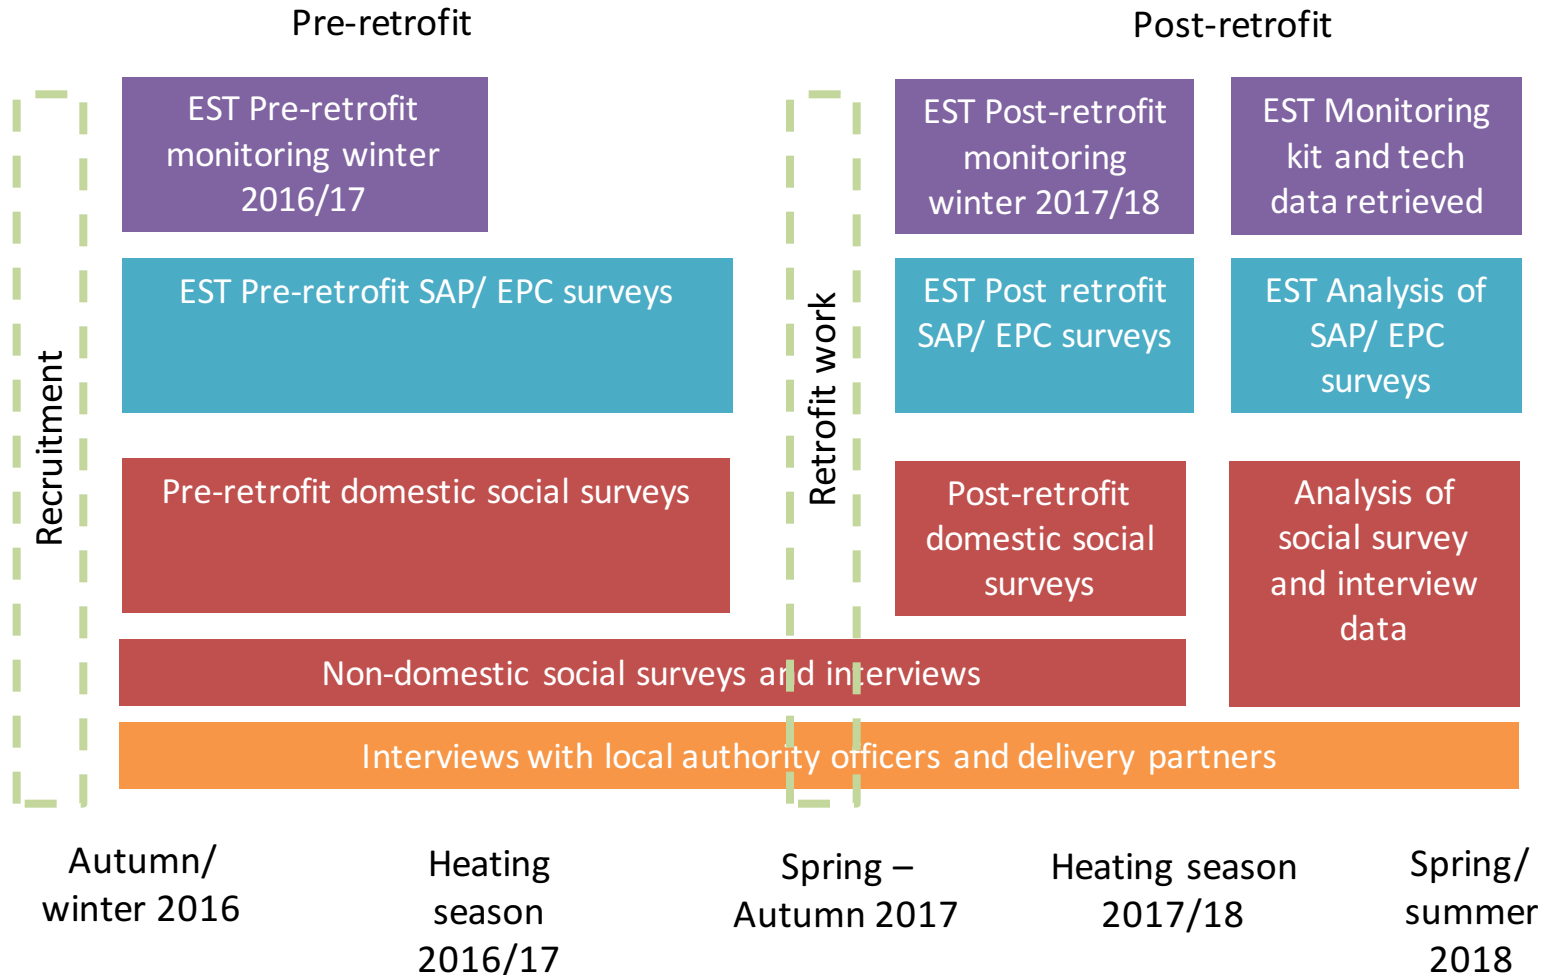 Pre-retrofit
Post-retrofit
EST Pre-retrofit
monitoring winter
2016/17
EST Post-retrofit
monitoring
winter 2017/18
EST Monitoring
kit and tech
data retrieved
EST Pre-retrofit SAP/ EPC surveys
EST Post retrofit
SAP/ EPC surveys
EST Analysis of
SAP/ EPC
surveys
Recruitment
Retrofit work
Pre-retrofit domestic social surveys
Post-retrofit
domestic social
surveys
Analysis of
social survey
and interview
data
Non-domestic social surveys and interviews
Interviews with local authority officers and delivery partners
Autumn/
winter 2016
Heating
season
2016/17
Spring –
Autumn 2017
Heating season
2017/18
Spring/
summer
2018